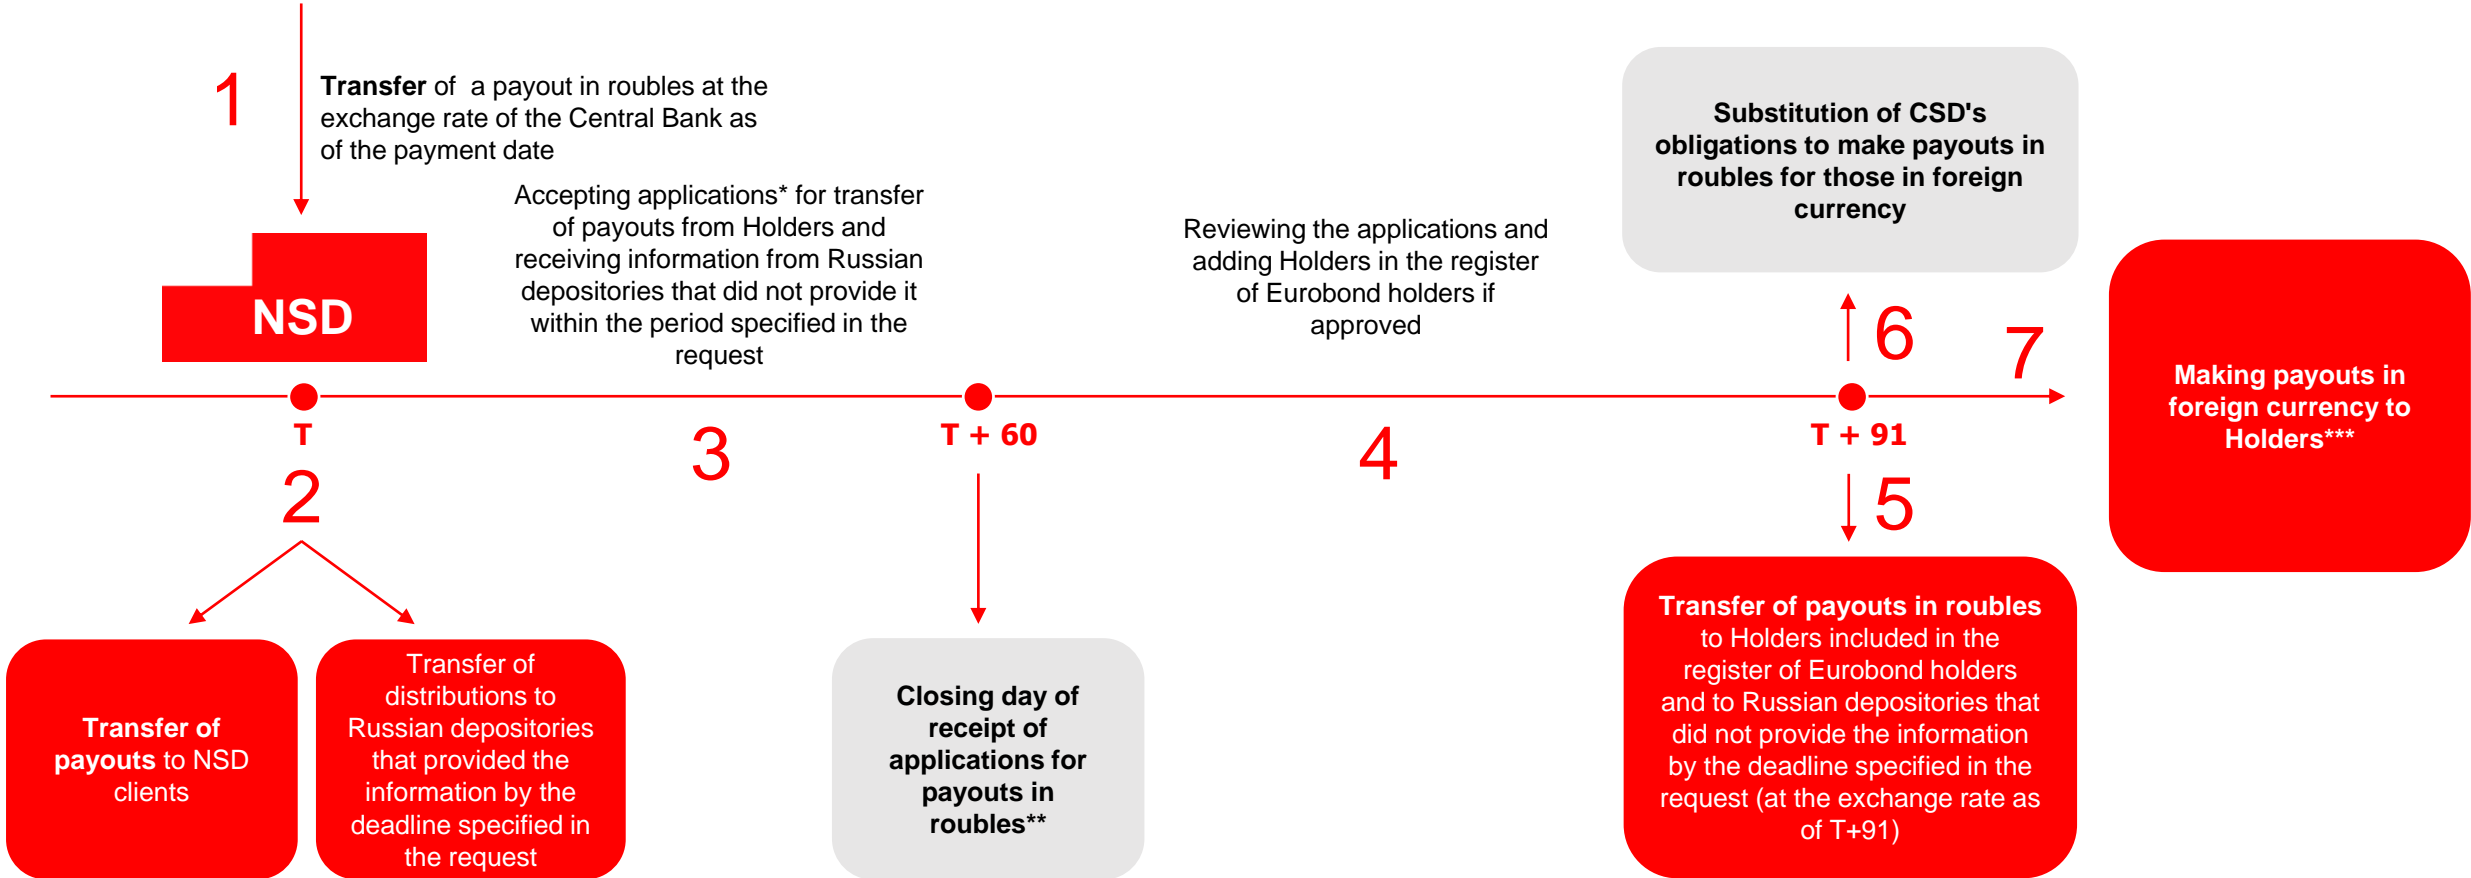 1
Transfer of a payout in roubles at the
exchange rate of the Central Bank as
of the payment date
NSD
T
2
Transfer of
payouts to NSD
clients
Transfer of
distributions to
Russian depositories
that provided the
information by the
deadline specified in
the request
Accepting applications* for transfer
of payouts from Holders and
receiving information from Russian
depositories that did not provide it
within the period specified in the
request
3
T + 60
Closing day of
receipt of
applications for
payouts in
roubles**
Reviewing the applications and
adding Holders in the register
of Eurobond holders if
approved
4
T + 91
5
Transfer of payouts in roubles
to Holders included in the
register of Eurobond holders
and to Russian depositories that
did not provide the information
by the deadline specified in the
request (at the exchange rate as
of T+91)
6
Substitution of CSD's
obligations to make payouts in
roubles for those in foreign
currency
7
Making payouts in
foreign currency to
Holders***